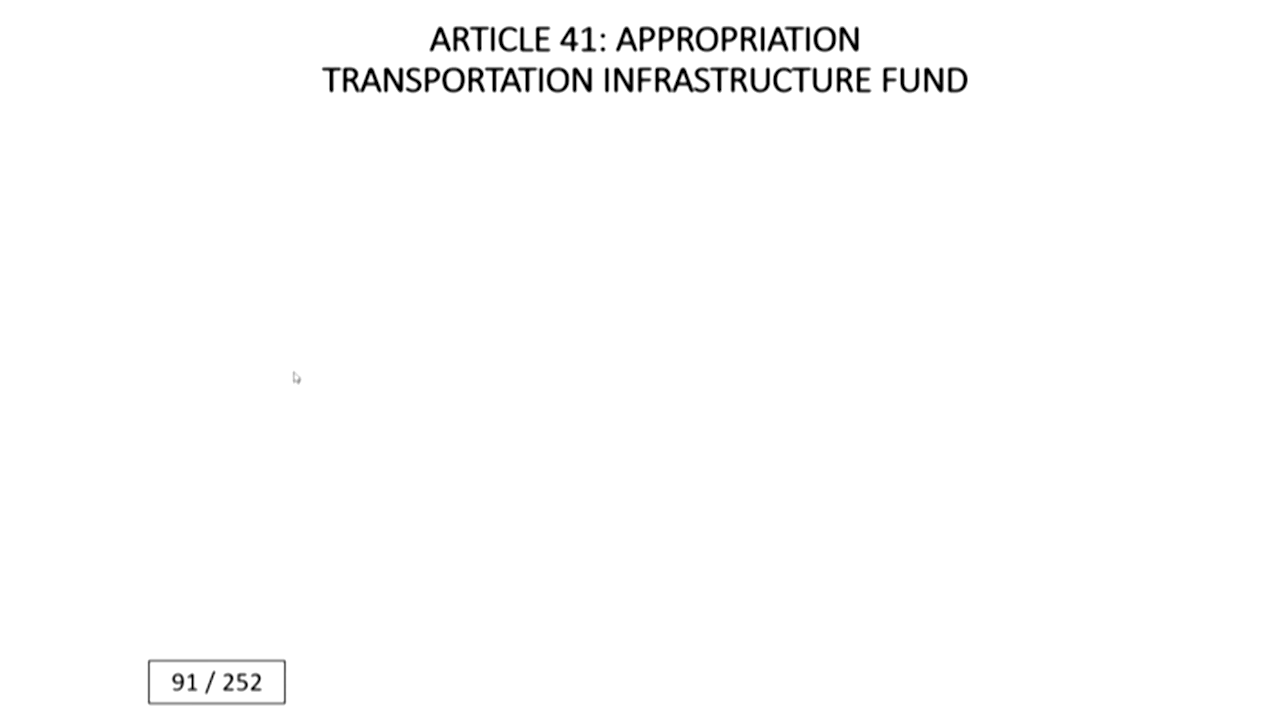 ARTICLE 41: APPROPRIATION
TRANSPORTATION INFRASTRUCTURE FUND
91 / 252